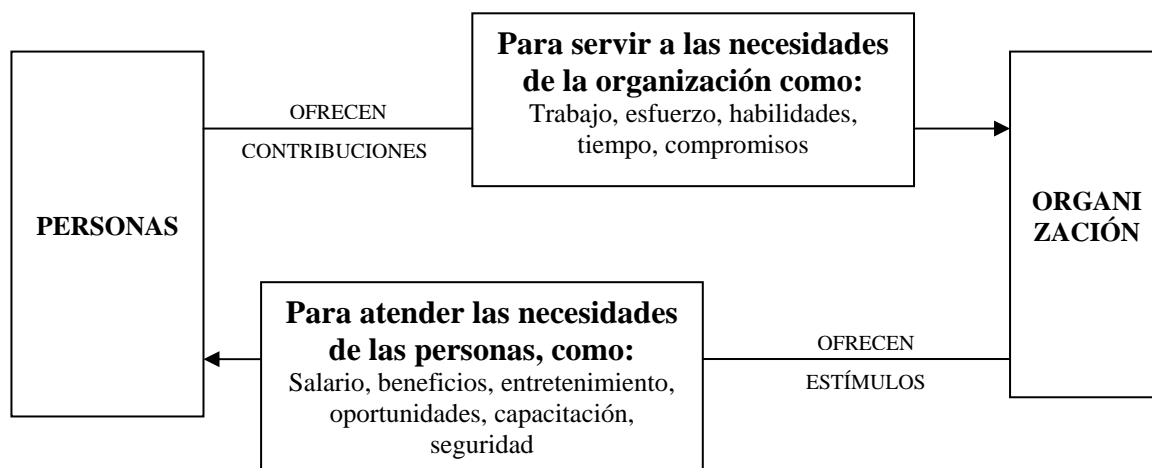 Para servir a las necesidades
de la organización como:
Trabajo, esfuerzo, habilidades,
tiempo, compromisos
OFRECEN
CONTRIBUCIONES
PERSONAS
ORGANI
ZACIÓN
Para atender las necesidades
de las personas, como:
Salario, beneficios, entretenimiento,
oportunidades, capacitación,
seguridad
OFRECEN
ESTÍMULOS